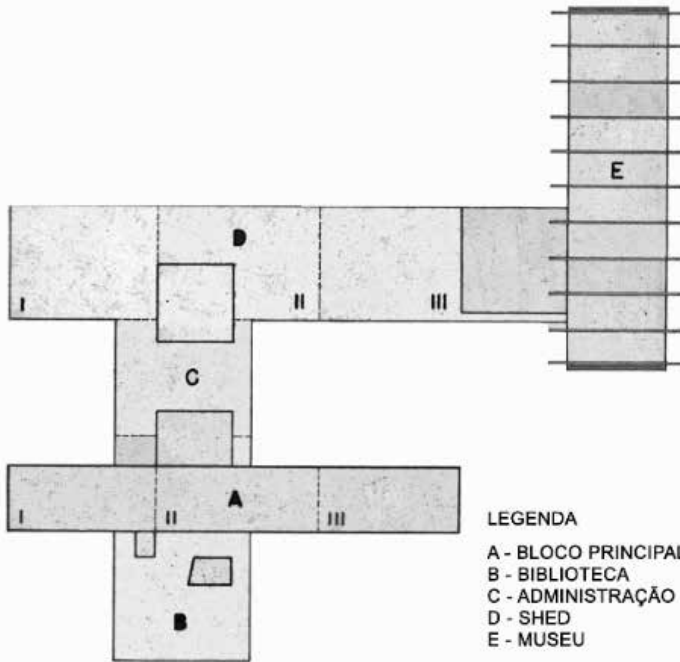 E
D
I II III
C
A
I II III
B
LEGENDA
A - BLOCO PRINCIPAL
B - BIBLIOTECA
C - ADMINISTRAÇÃO
D - SHED
E - MUSEU